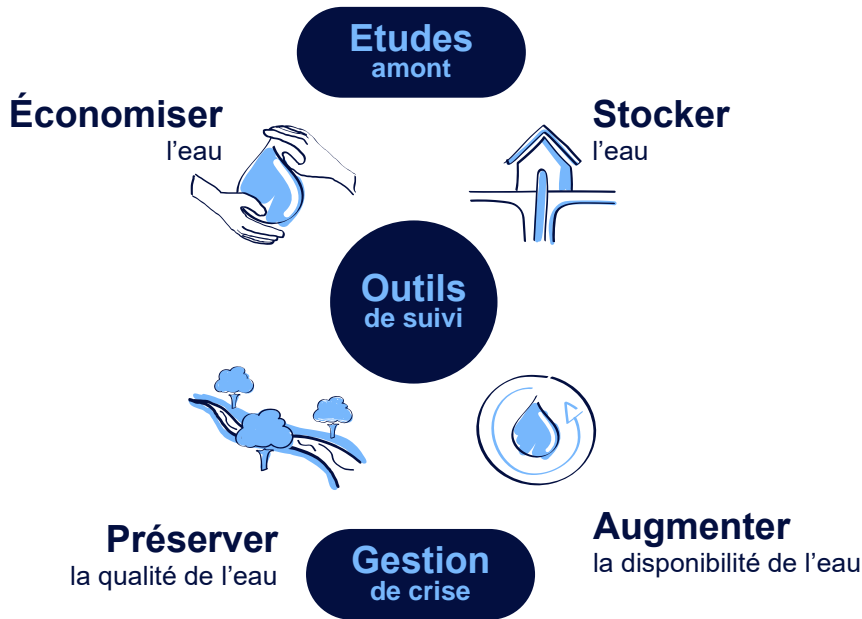 Etudes
amont
Économiser
l'eau
Stocker
l'eau
Outils
de suivi
Préserver
la qualité de l'eau
Augmenter
la disponibilité de l'eau
Gestion
de crise